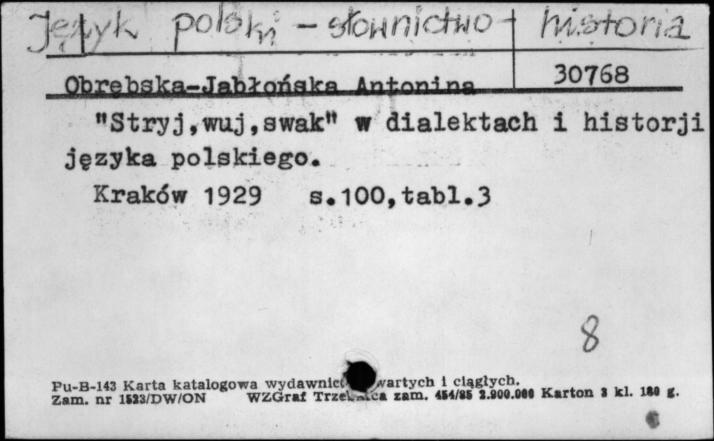 język polski - słownictwo - historia
Obrębska-Jabłońska Antonina 30768
"Stryj,wuj,swak" w dialektach i historji
języka polskiego.
Kraków 1929 s.100,tabl.3
8
Pu-B-143 Karta katalogowa ciągłych.
Zam. nr 1523/DW/ON WZGraf zam. 454/85 2.900.000 Karton 3 kl. 180 g.